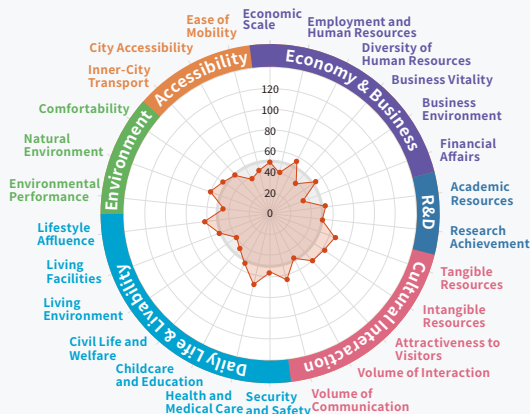 Economic
Scale
Employment and
Human Resources
Diversity of
Human Resources
Business Vitality
Business
Environment
Financial
Affairs
Academic
Resources
Research
Achievement
Tangible
Resources
Intangible
Resources
Attractiveness to
Visitors
Volume of Interaction
Volume of
Communication
Security
and Safety
Health and
Medical Care
Childcare
and Education
Civil Life and
Welfare
Living
Environment
Living
Facilities
Lifestyle
Affluence
Environmental
Performance
Natural
Environment
Comfortability
Inner-City
Transport
City Accessibility
Ease of
Mobility
Economy & Business
R&D
Cultural Interaction
Daily Life & Livability
Environment
Accessibility
120
100
80
60
40
20
0